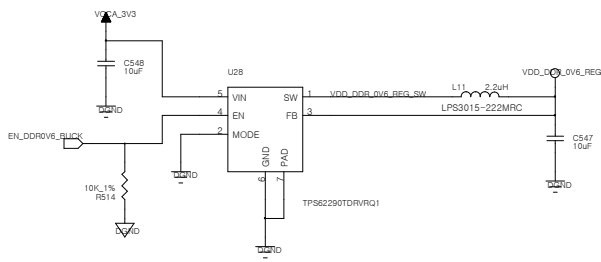 VCCA_3V3
C548
10uF
DGND
U28
5 VIN SW 1 VDD_DDR_0V6_REG_SW L11 2.2uH VDD_DDR_0V6_REG
4 EN FB 3 LPS3015-222MRC
2 MODE
EN_DDR0V6_BUCK
DGND
GND PAD
6 7
TPS62290TDRVRQ1
C547
10uF
DGND
10K_1%
R514
DGND
DGND